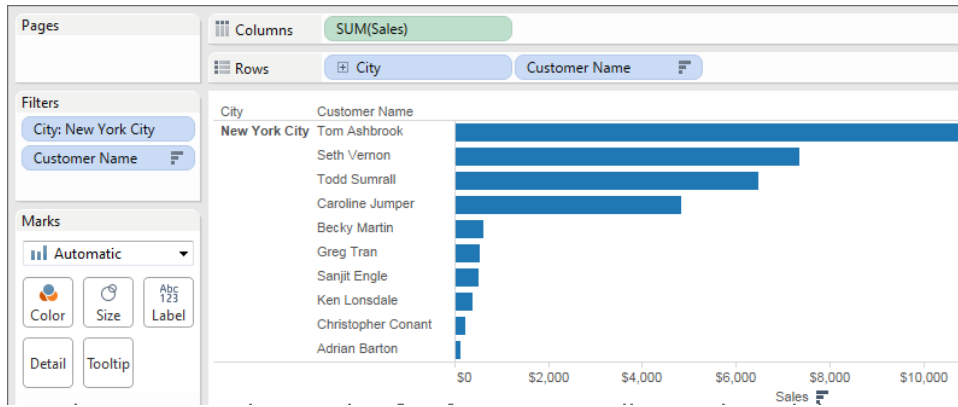 Pages
Columns
SUM(Sales)
Rows
City
Customer Name
Filters
City: New York City
Customer Name
Marks
Automatic
Color
Size
Abc
123
Label
Detail
Tooltip
City Customer Name
New York City Tom Ashbrook
Seth Vernon
Todd Sumrall
Caroline Jumper
Becky Martin
Greg Tran
Sanjit Engle
Ken Lonsdale
Christopher Conant
Adrian Barton
$0 $2,000 $4,000 $6,000 $8,000 $10,000
Sales